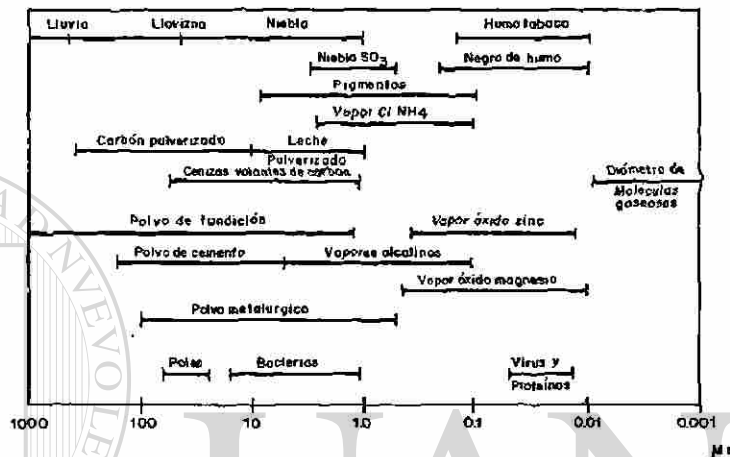 Lluvia Llovizna Niebla Humo tabaco
Niebla SO3 Negro de humo
Pigmentos
Vapor Cl NH4
Carbón pulverizado Leche
Pulverizado
Cenizas volantes de carbón Diámetro de
Moleculas
gaseosas
Polvo de fundición Vapor óxido zinc
Polvo de cemento Vapores alcalinos
Vapor óxido magnesio
Polvo metalurgico
Polen Bacterias Virus y
Proteínas
1000 100 10 1.0 0.1 0.01 0.001